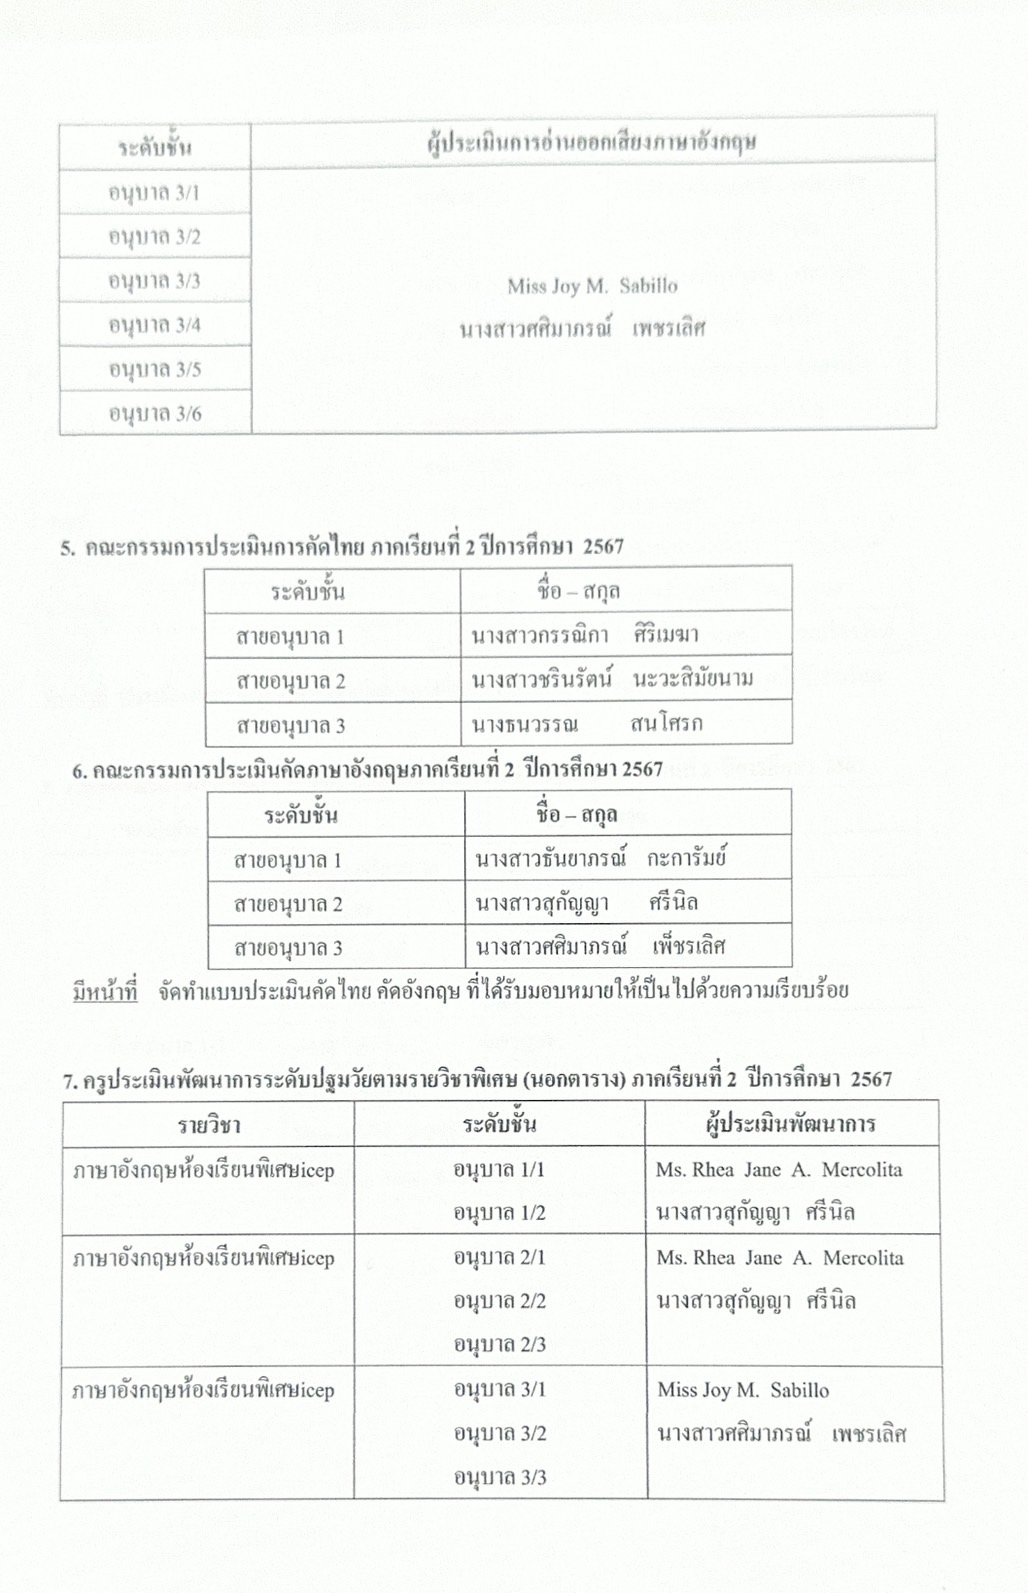 ระดับชั้น ผู้ประเมินการอ่านออกเสียงภาษาอังกฤษ
อนุบาล 3/1
อนุบาล 3/2
อนุบาล 3/3
Miss Joy M. Sabillo
อนุบาล 3/4
นางสาวศศิมาภรณ์ เพชรเลิศ
อนุบาล 3/5
อนุบาล 3/6
5. คณะกรรมการประเมินการคัดไทย ภาคเรียนที่ 2 ปีการศึกษา 2567
ระดับชั้น ชื่อ – สกุล
สายอนุบาล 1 นางสาวกรรณิกา ศิริเมฆา
สายอนุบาล 2 นางสาวชรินรัตน์ นะวะสิมัยนาม
สายอนุบาล 3 นางธนวรรณ สนโศรก
6. คณะกรรมการประเมินคัดภาษาอังกฤษภาคเรียนที่ 2 ปีการศึกษา 2567
ระดับชั้น ชื่อ – สกุล
สายอนุบาล 1 นางสาวธันยาภรณ์ กะการัมย์
สายอนุบาล 2 นางสาวสุกัญญา ศรีนิล
สายอนุบาล 3 นางสาวศศิมาภรณ์ เพ็ชรเลิศ
มีหน้าที่ จัดทำแบบประเมินคัดไทย คัดอังกฤษ ที่ได้รับมอบหมายให้เป็นไปด้วยความเรียบร้อย
7. ครูประเมินพัฒนาการระดับปฐมวัยตามรายวิชาพิเศษ (นอกตาราง) ภาคเรียนที่ 2 ปีการศึกษา 2567
รายวิชา ระดับชั้น ผู้ประเมินพัฒนาการ
ภาษาอังกฤษห้องเรียนพิเศษicep อนุบาล 1/1 Ms. Rhea Jane A. Mercolita
อนุบาล 1/2 นางสาวสุกัญญา ศรีนิล
ภาษาอังกฤษห้องเรียนพิเศษicep อนุบาล 2/1 Ms. Rhea Jane A. Mercolita
อนุบาล 2/2 นางสาวสุกัญญา ศรีนิล
อนุบาล 2/3
ภาษาอังกฤษห้องเรียนพิเศษicep อนุบาล 3/1 Miss Joy M. Sabillo
อนุบาล 3/2 นางสาวศศิมาภรณ์ เพชรเลิศ
อนุบาล 3/3